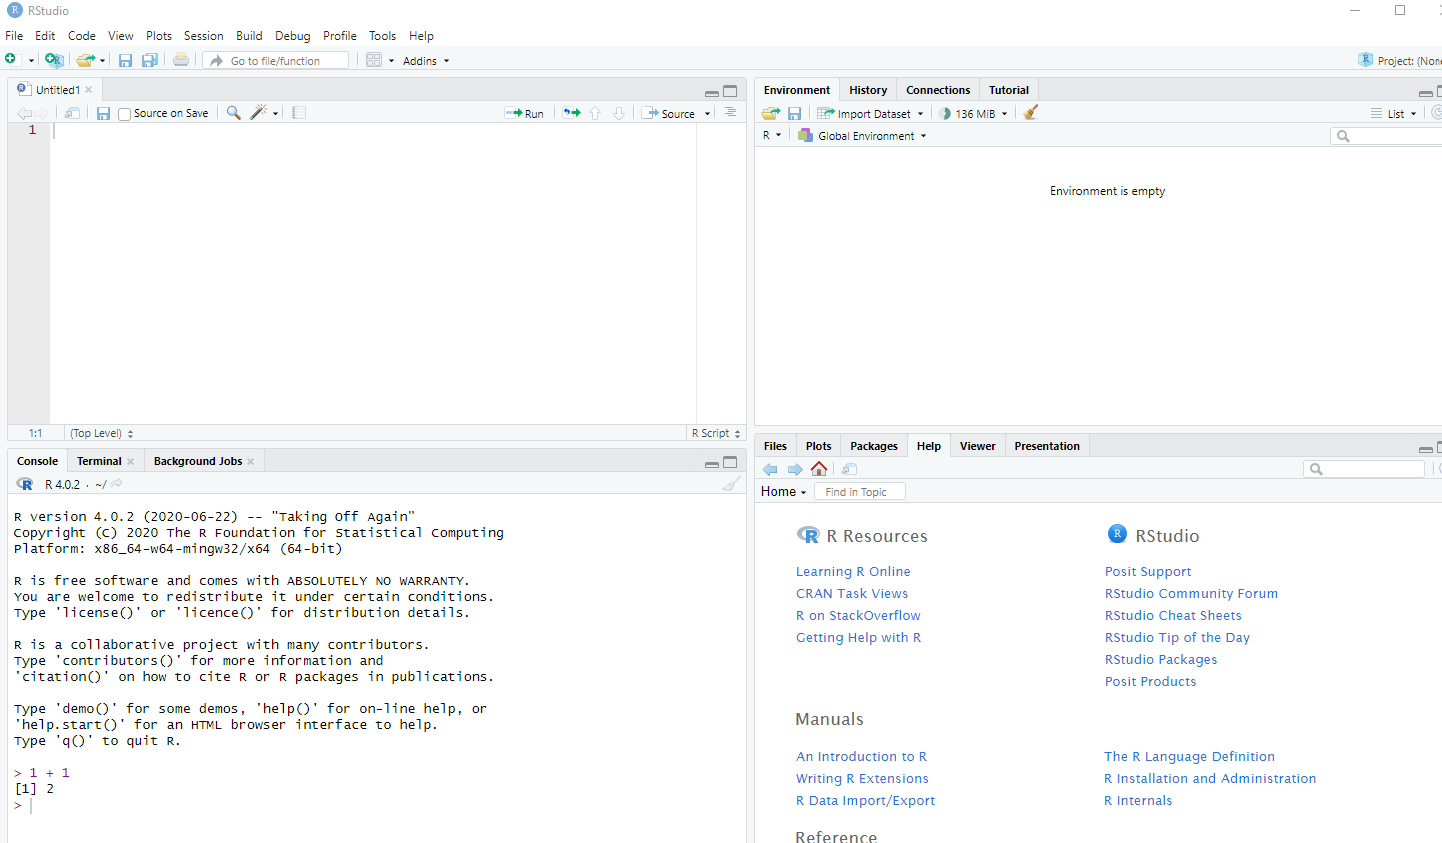 RStudio
File Edit Code View Plots Session Build Debug Profile Tools Help
Go to file/function Addins Project: (None
Untitled1
Source on Save Run Source
1
1:1 (Top Level) R Script
Console Terminal Background Jobs
R 4.0.2 · ~/
R version 4.0.2 (2020-06-22) -- "Taking Off Again"
Copyright (C) 2020 The R Foundation for Statistical Computing
Platform: x86_64-w64-mingw32/x64 (64-bit)
R is free software and comes with ABSOLUTELY NO WARRANTY.
You are welcome to redistribute it under certain conditions.
Type 'license()' or 'licence()' for distribution details.
R is a collaborative project with many contributors.
Type 'contributors()' for more information and
'citation()' on how to cite R or R packages in publications.
Type 'demo()' for some demos, 'help()' for on-line help, or
'help.start()' for an HTML browser interface to help.
Type 'q()' to quit R.
> 1 + 1
[1] 2
>
Environment History Connections Tutorial
Import Dataset 136 MiB List
R Global Environment
Environment is empty
Files Plots Packages Help Viewer Presentation
Home Find in Topic
R Resources
Learning R Online
CRAN Task Views
R on StackOverflow
Getting Help with R
RStudio
Posit Support
RStudio Community Forum
RStudio Cheat Sheets
RStudio Tip of the Day
RStudio Packages
Posit Products
Manuals
An Introduction to R
Writing R Extensions
R Data Import/Export
The R Language Definition
R Installation and Administration
R Internals
Reference